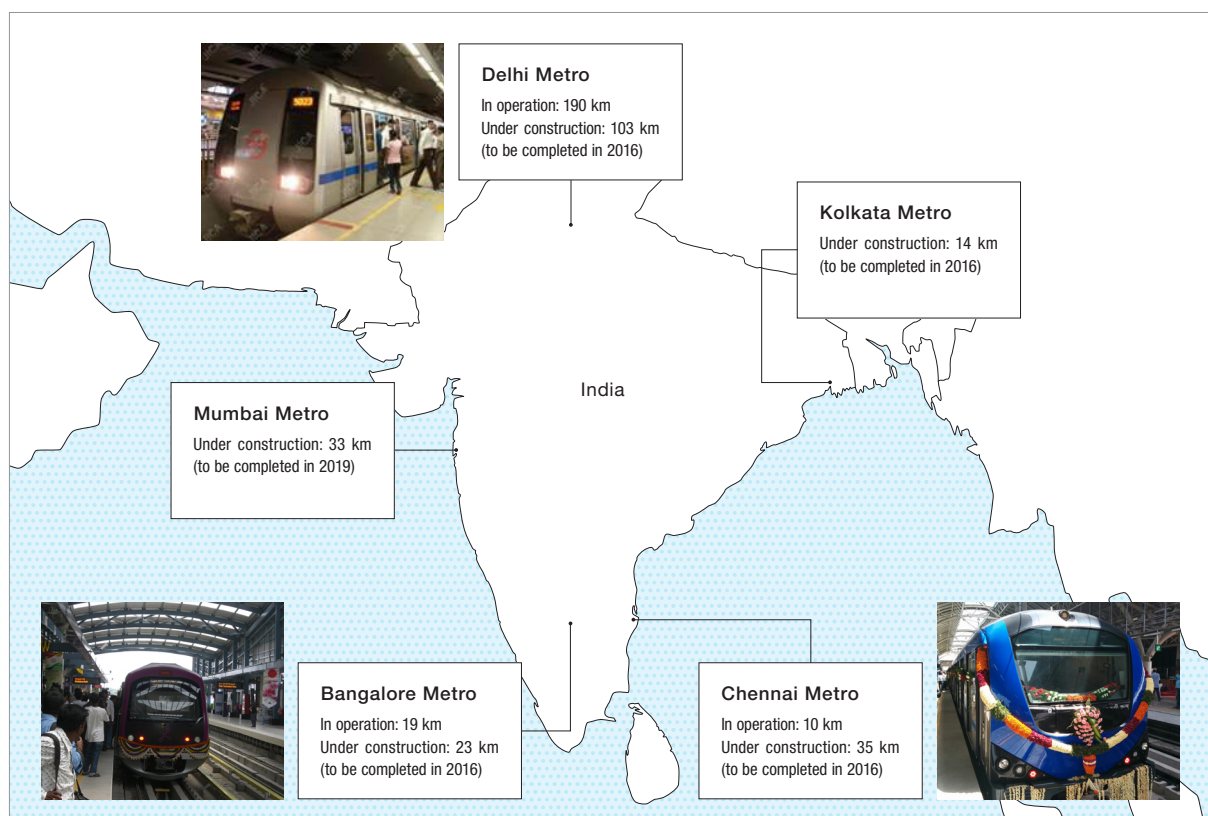 Delhi Metro
In operation: 190 km
Under construction: 103 km
(to be completed in 2016)
Kolkata Metro
Under construction: 14 km
(to be completed in 2016)
India
Mumbai Metro
Under construction: 33 km
(to be completed in 2019)
Bangalore Metro
In operation: 19 km
Under construction: 23 km
(to be completed in 2016)
Chennai Metro
In operation: 10 km
Under construction: 35 km
(to be completed in 2016)
JICA